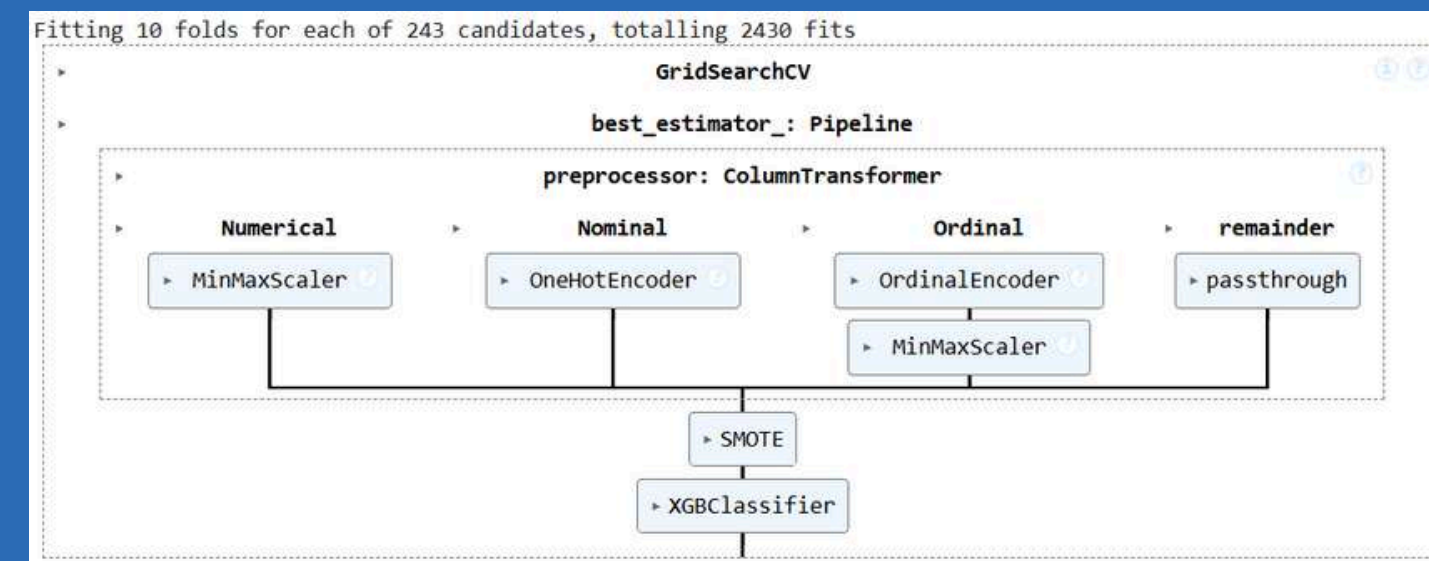 Fitting 10 folds for each of 243 candidates, totalling 2430 fits
GridSearchCV
best_estimator_: Pipeline
preprocessor: ColumnTransformer
Numerical Nominal Ordinal remainder
MinMaxScaler ? OneHotEncoder ? OrdinalEncoder ? passthrough
MinMaxScaler ?
SMOTE
XGBClassifier